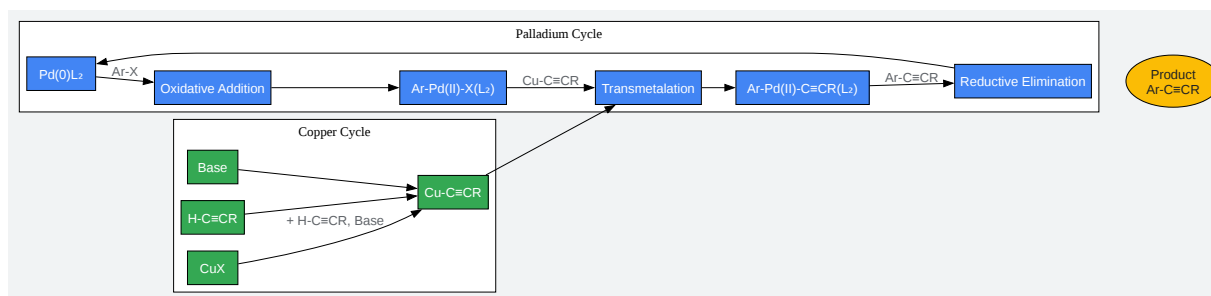 Palladium Cycle
Pd(0)L₂
Ar-X
Oxidative Addition
Ar-Pd(II)-X(L₂)
Cu-C≡CR
Transmetalation
Ar-Pd(II)-C≡CR(L₂)
Ar-C≡CR
Reductive Elimination
Product
Ar-C≡CR
Copper Cycle
Base
H-C≡CR
+ H-C≡CR, Base
CuX
Cu-C≡CR